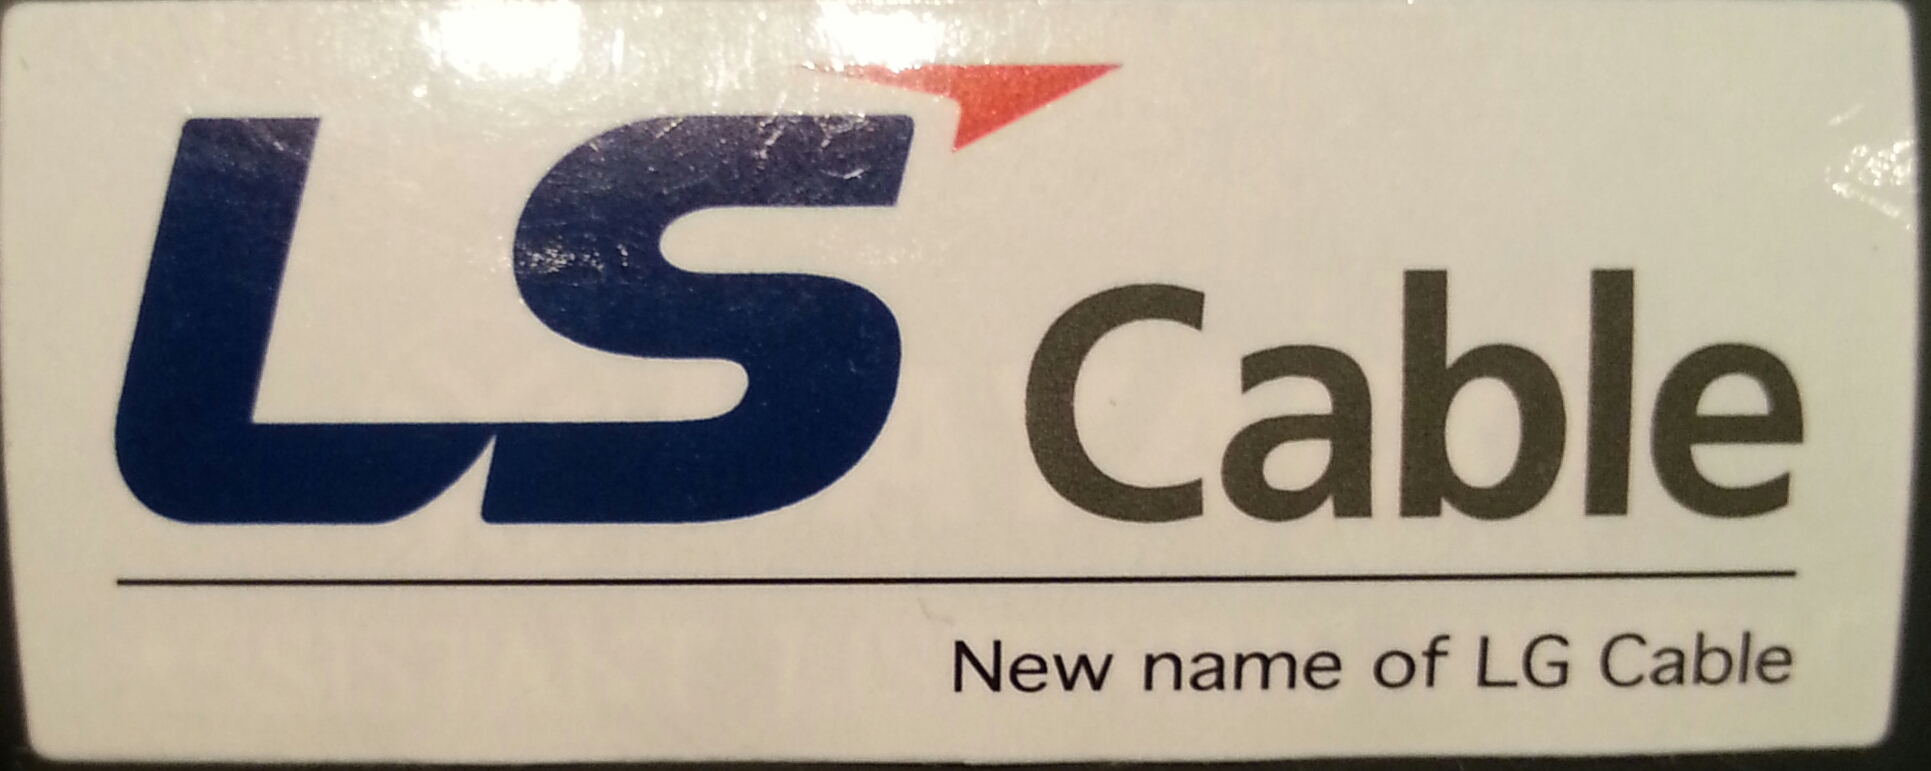 LS Cable
New name of LG Cable